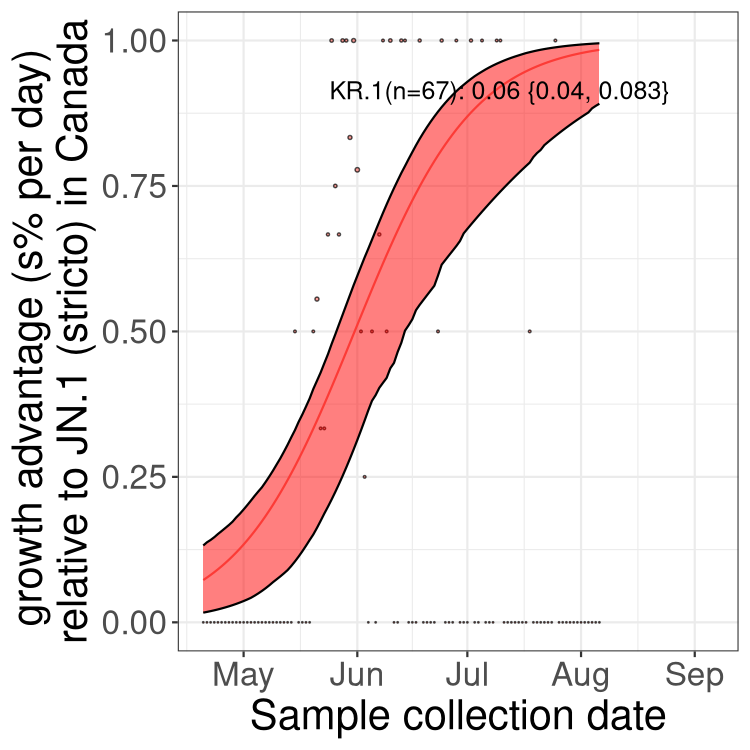 growth advantage (s% per day)
relative to JN.1 (stricto) in Canada
1.00
0.75
0.50
0.25
0.00
KR.1(n=67): 0.06 {0.04, 0.083}
May Jun Jul Aug Sep
Sample collection date